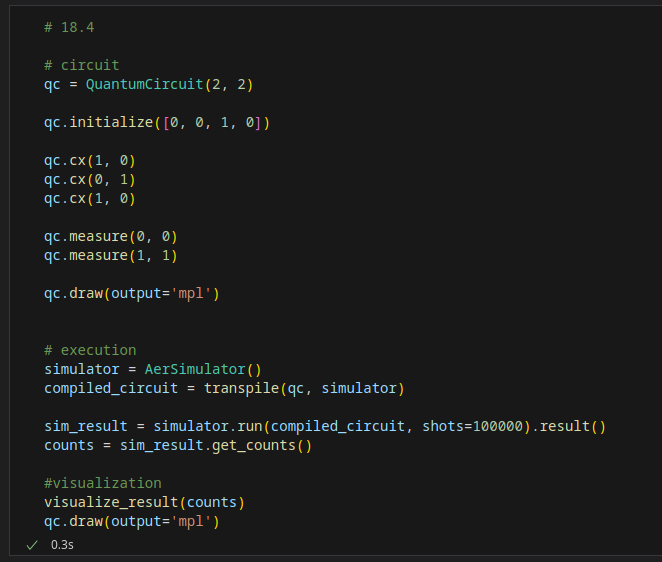 # 18.4
# circuit
qc = QuantumCircuit(2, 2)
qc.initialize([0, 0, 1, 0])
qc.cx(1, 0)
qc.cx(0, 1)
qc.cx(1, 0)
qc.measure(0, 0)
qc.measure(1, 1)
qc.draw(output='mpl')
# execution
simulator = AerSimulator()
compiled_circuit = transpile(qc, simulator)
sim_result = simulator.run(compiled_circuit, shots=100000).result()
counts = sim_result.get_counts()
#visualization
visualize_result(counts)
qc.draw(output='mpl')
✓ 0.3s